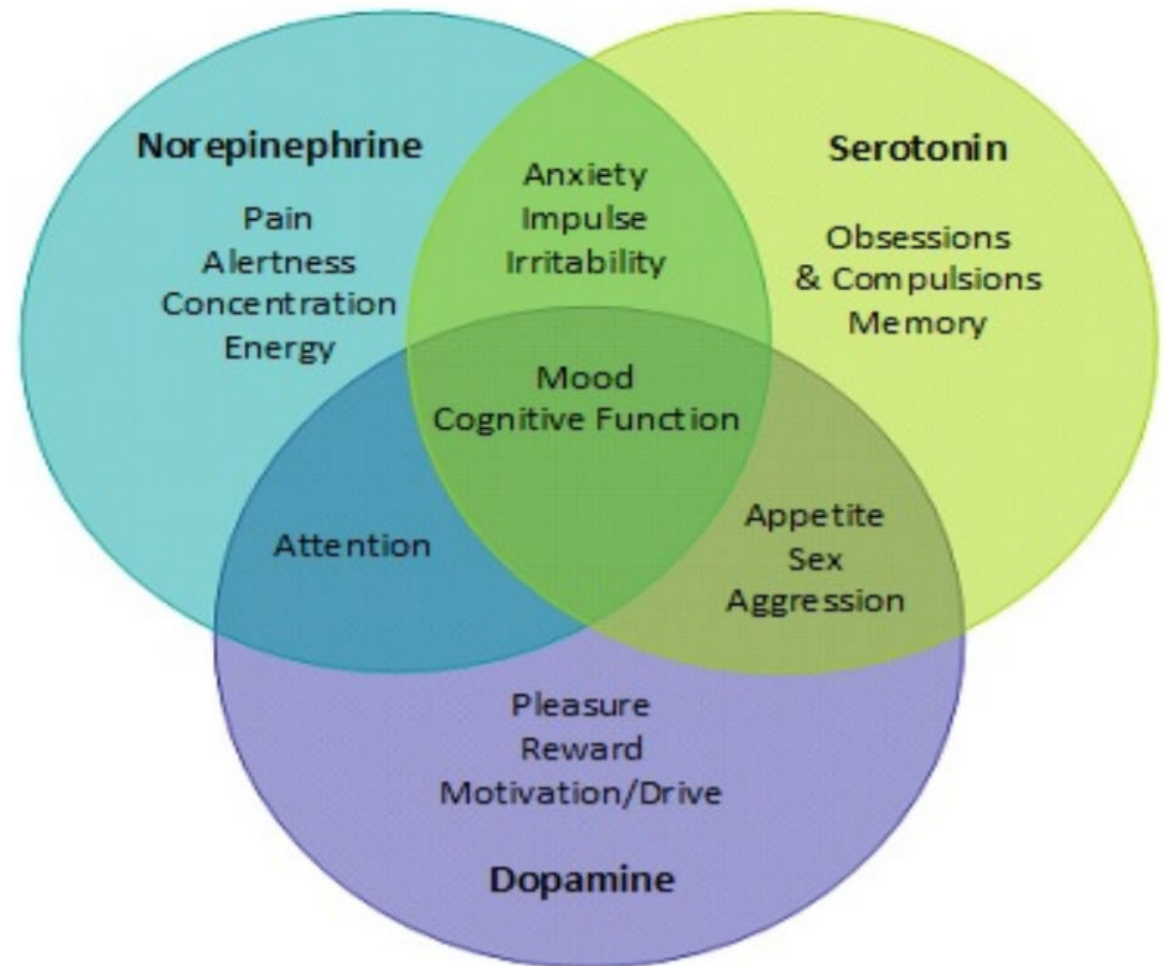 Norepinephrine
Pain
Alertness
Concentration
Energy
Anxiety
Impulse
Irritability
Serotonin
Obsessions
& Compulsions
Memory
Mood
Cognitive Function
Attention
Appetite
Sex
Aggression
Pleasure
Reward
Motivation/Drive
Dopamine